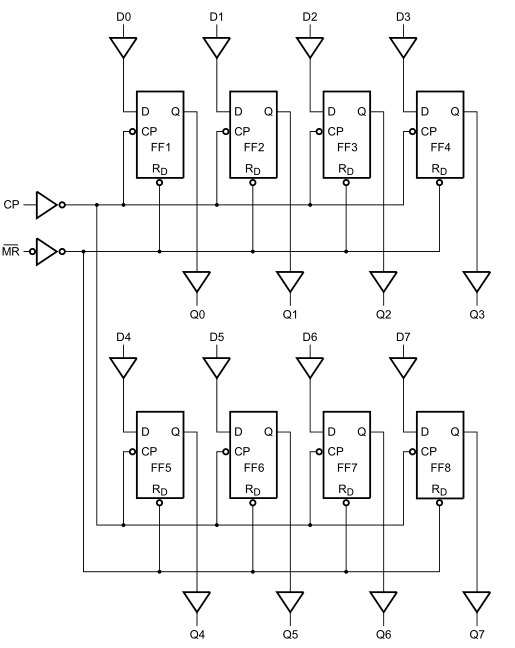 D0 D1 D2 D3
D Q D Q D Q D Q
CP CP CP CP
FF1 FF2 FF3 FF4
RD RD RD RD
CP
MR
Q0 Q1 Q2 Q3
D4 D5 D6 D7
D Q D Q D Q D Q
CP CP CP CP
FF5 FF6 FF7 FF8
RD RD RD RD
Q4 Q5 Q6 Q7